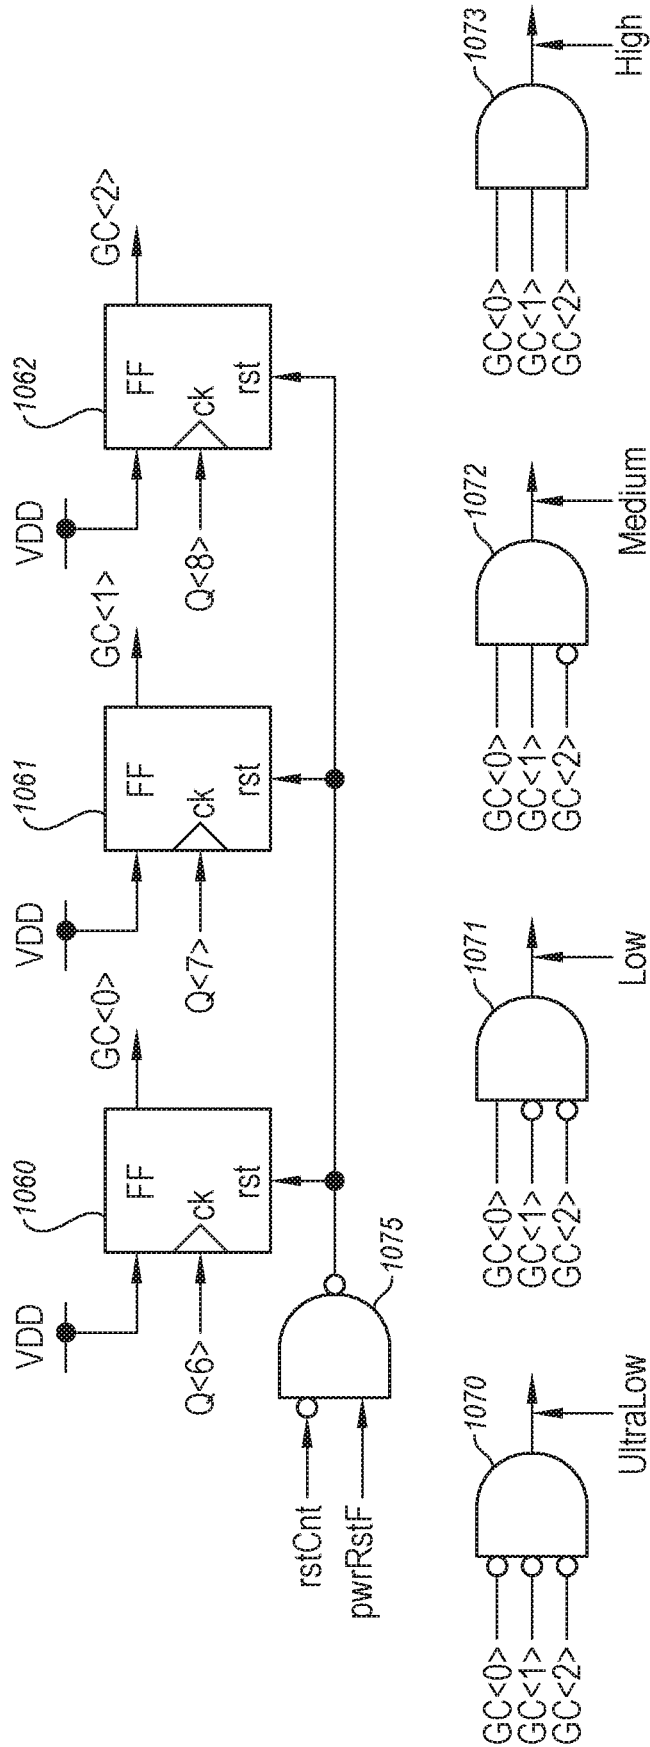 VDD
1060
FF
GC<0>
Q<6>
ck
rst
VDD
1061
FF
GC<1>
Q<7>
ck
rst
VDD
1062
FF
GC<2>
Q<8>
ck
rst
rstCnt
pwrRstF
1075
GC<0>
GC<1>
GC<2>
1070
UltraLow
GC<0>
GC<1>
GC<2>
1071
Low
GC<0>
GC<1>
GC<2>
1072
Medium
GC<0>
GC<1>
GC<2>
1073
High